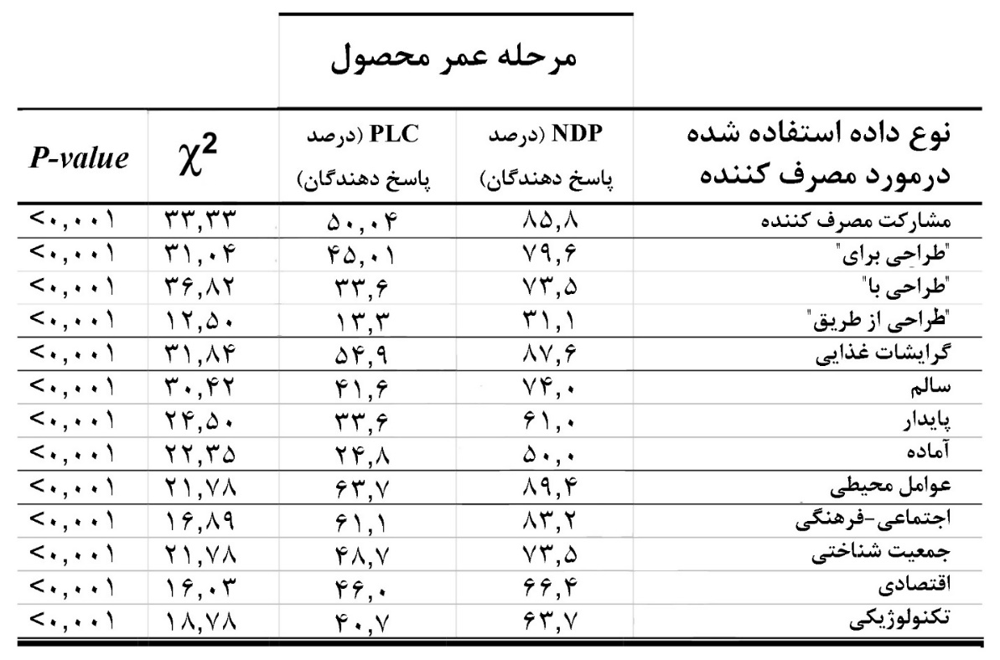 مرحله عمر محصول
نوع داده استفاده شده درمورد مصرف کننده NDP (درصد پاسخ دهندگان) PLC (درصد پاسخ دهندگان) χ2 P-value
مشارکت مصرف کننده ۸۵,۸ ۵۰,۰۴ ۳۳,۳۳ <۰,۰۰۱
"طراحی برای" ۷۹,۶ ۴۵,۰۱ ۳۱,۰۴ <۰,۰۰۱
"طراحی با" ۷۳,۵ ۳۳,۶ ۳۶,۸۲ <۰,۰۰۱
"طراحی از طریق" ۳۱,۱ ۱۳,۳ ۱۲,۵۰ <۰,۰۰۱
گرایشات غذایی ۸۷,۶ ۵۴,۹ ۳۱,۸۴ <۰,۰۰۱
سالم ۷۴,۰ ۴۱,۶ ۳۰,۴۲ <۰,۰۰۱
پایدار ۶۱,۰ ۳۳,۶ ۲۴,۵۰ <۰,۰۰۱
آماده ۵۰,۰ ۲۴,۸ ۲۲,۳۵ <۰,۰۰۱
عوامل محیطی ۸۹,۴ ۶۳,۷ ۲۱,۷۸ <۰,۰۰۱
اجتماعی-فرهنگی ۸۳,۲ ۶۱,۱ ۱۶,۸۹ <۰,۰۰۱
جمعیت شناختی ۷۳,۵ ۴۸,۷ ۲۱,۷۸ <۰,۰۰۱
اقتصادی ۶۶,۴ ۴۶,۰ ۱۶,۰۳ <۰,۰۰۱
تکنولوژیکی ۶۳,۷ ۴۰,۷ ۱۸,۷۸ <۰,۰۰۱